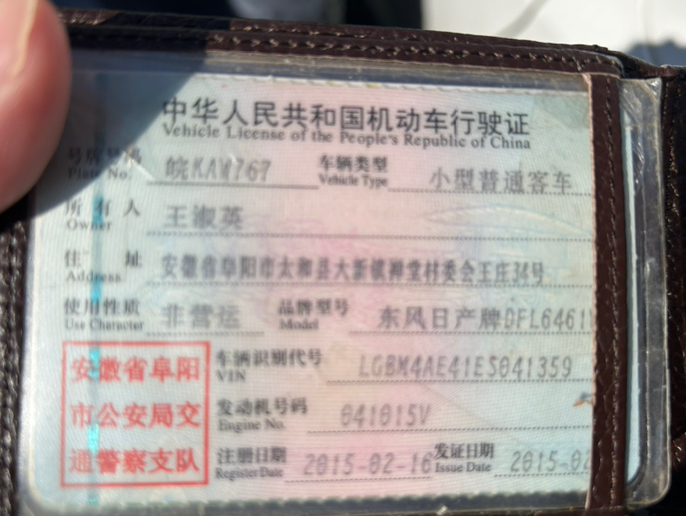 中华人民共和国机动车行驶证
Vehicle License of the People's Republic of China
号牌号码 皖KAW767 车辆类型 小型普通客车
Plate No. Vehicle Type
所有人 王淑英
Owner
住址 安徽省阜阳市太和县大新镇神堂村委会王庄34号
Address
使用性质 非营运 品牌型号 东风日产牌DFL6461
Use Character Model
安徽省阜阳 车辆识别代号 LGBM4AE41ES041359
VIN
市公安局交 发动机号码 041015V
Engine No.
通警察支队 注册日期 2015-02-16 发证日期 2015-02
Register Date Issue Date